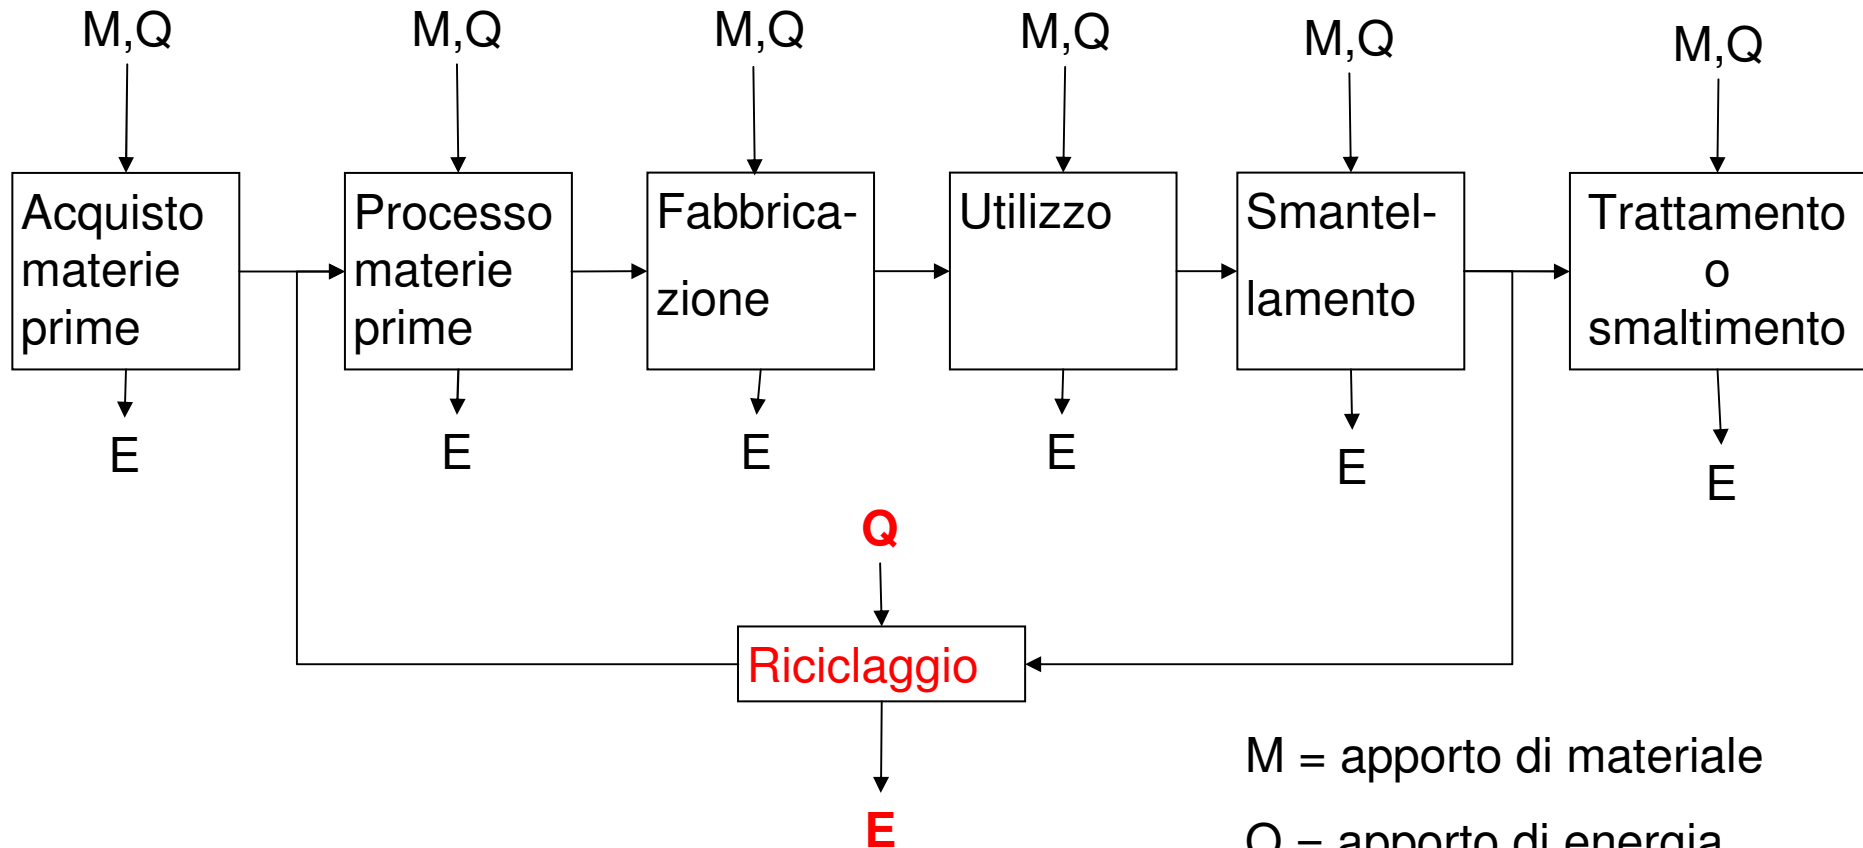 M,Q M,Q M,Q M,Q M,Q M,Q
Acquisto
materie
prime
Processo
materie
prime
Fabbrica-
zione
Utilizzo
Smantel-
lamento
Trattamento
o
smaltimento
E E E E E E
Q
Riciclaggio
E
M = apporto di materiale
Q = apporto di energia